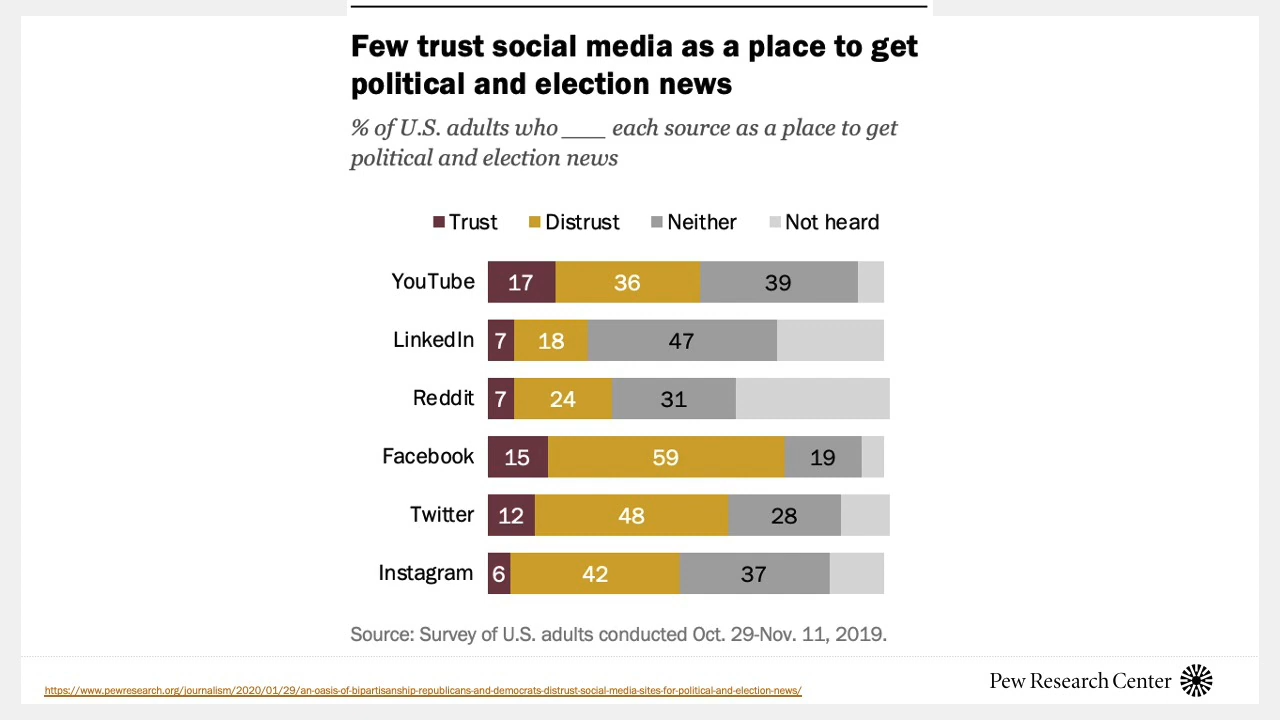 Few trust social media as a place to get
political and election news
% of U.S. adults who ___ each source as a place to get
political and election news
Trust Distrust Neither Not heard
YouTube 17 36 39
LinkedIn 7 18 47
Reddit 7 24 31
Facebook 15 59 19
Twitter 12 48 28
Instagram 6 42 37
Source: Survey of U.S. adults conducted Oct. 29-Nov. 11, 2019.
https://www.pewresearch.org/journalism/2020/01/29/an-oasis-of-bipartisanship-republicans-and-democrats-distrust-social-media-sites-for-political-and-election-news/
Pew Research Center